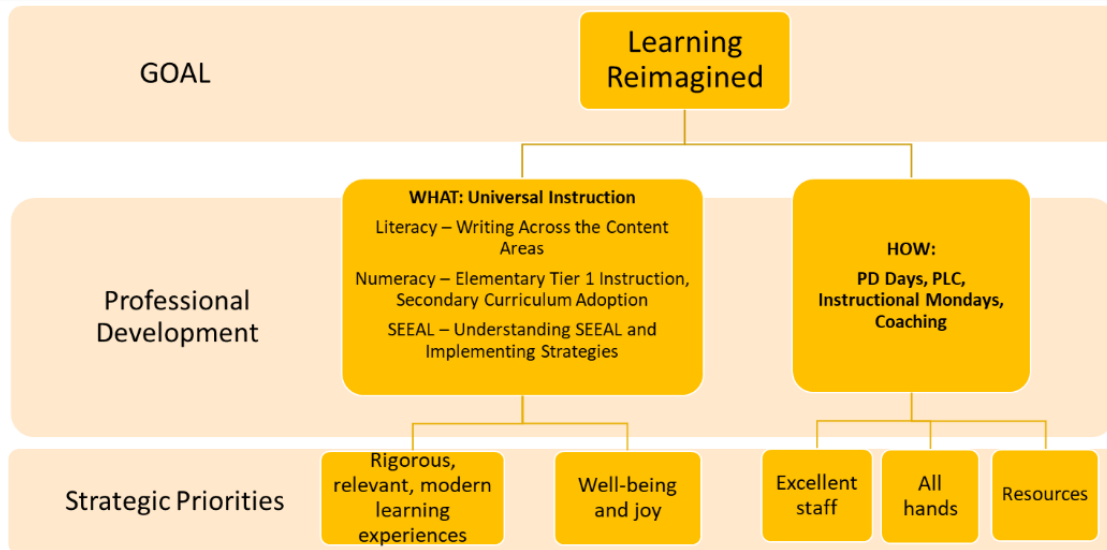 GOAL
Learning
Reimagined
Professional
Development
WHAT: Universal Instruction
Literacy – Writing Across the Content
Areas
Numeracy – Elementary Tier 1 Instruction,
Secondary Curriculum Adoption
SEEAL – Understanding SEEAL and
Implementing Strategies
HOW:
PD Days, PLC,
Instructional Mondays,
Coaching
Strategic Priorities
Rigorous,
relevant, modern
learning
experiences
Well-being
and joy
Excellent
staff
All
hands
Resources